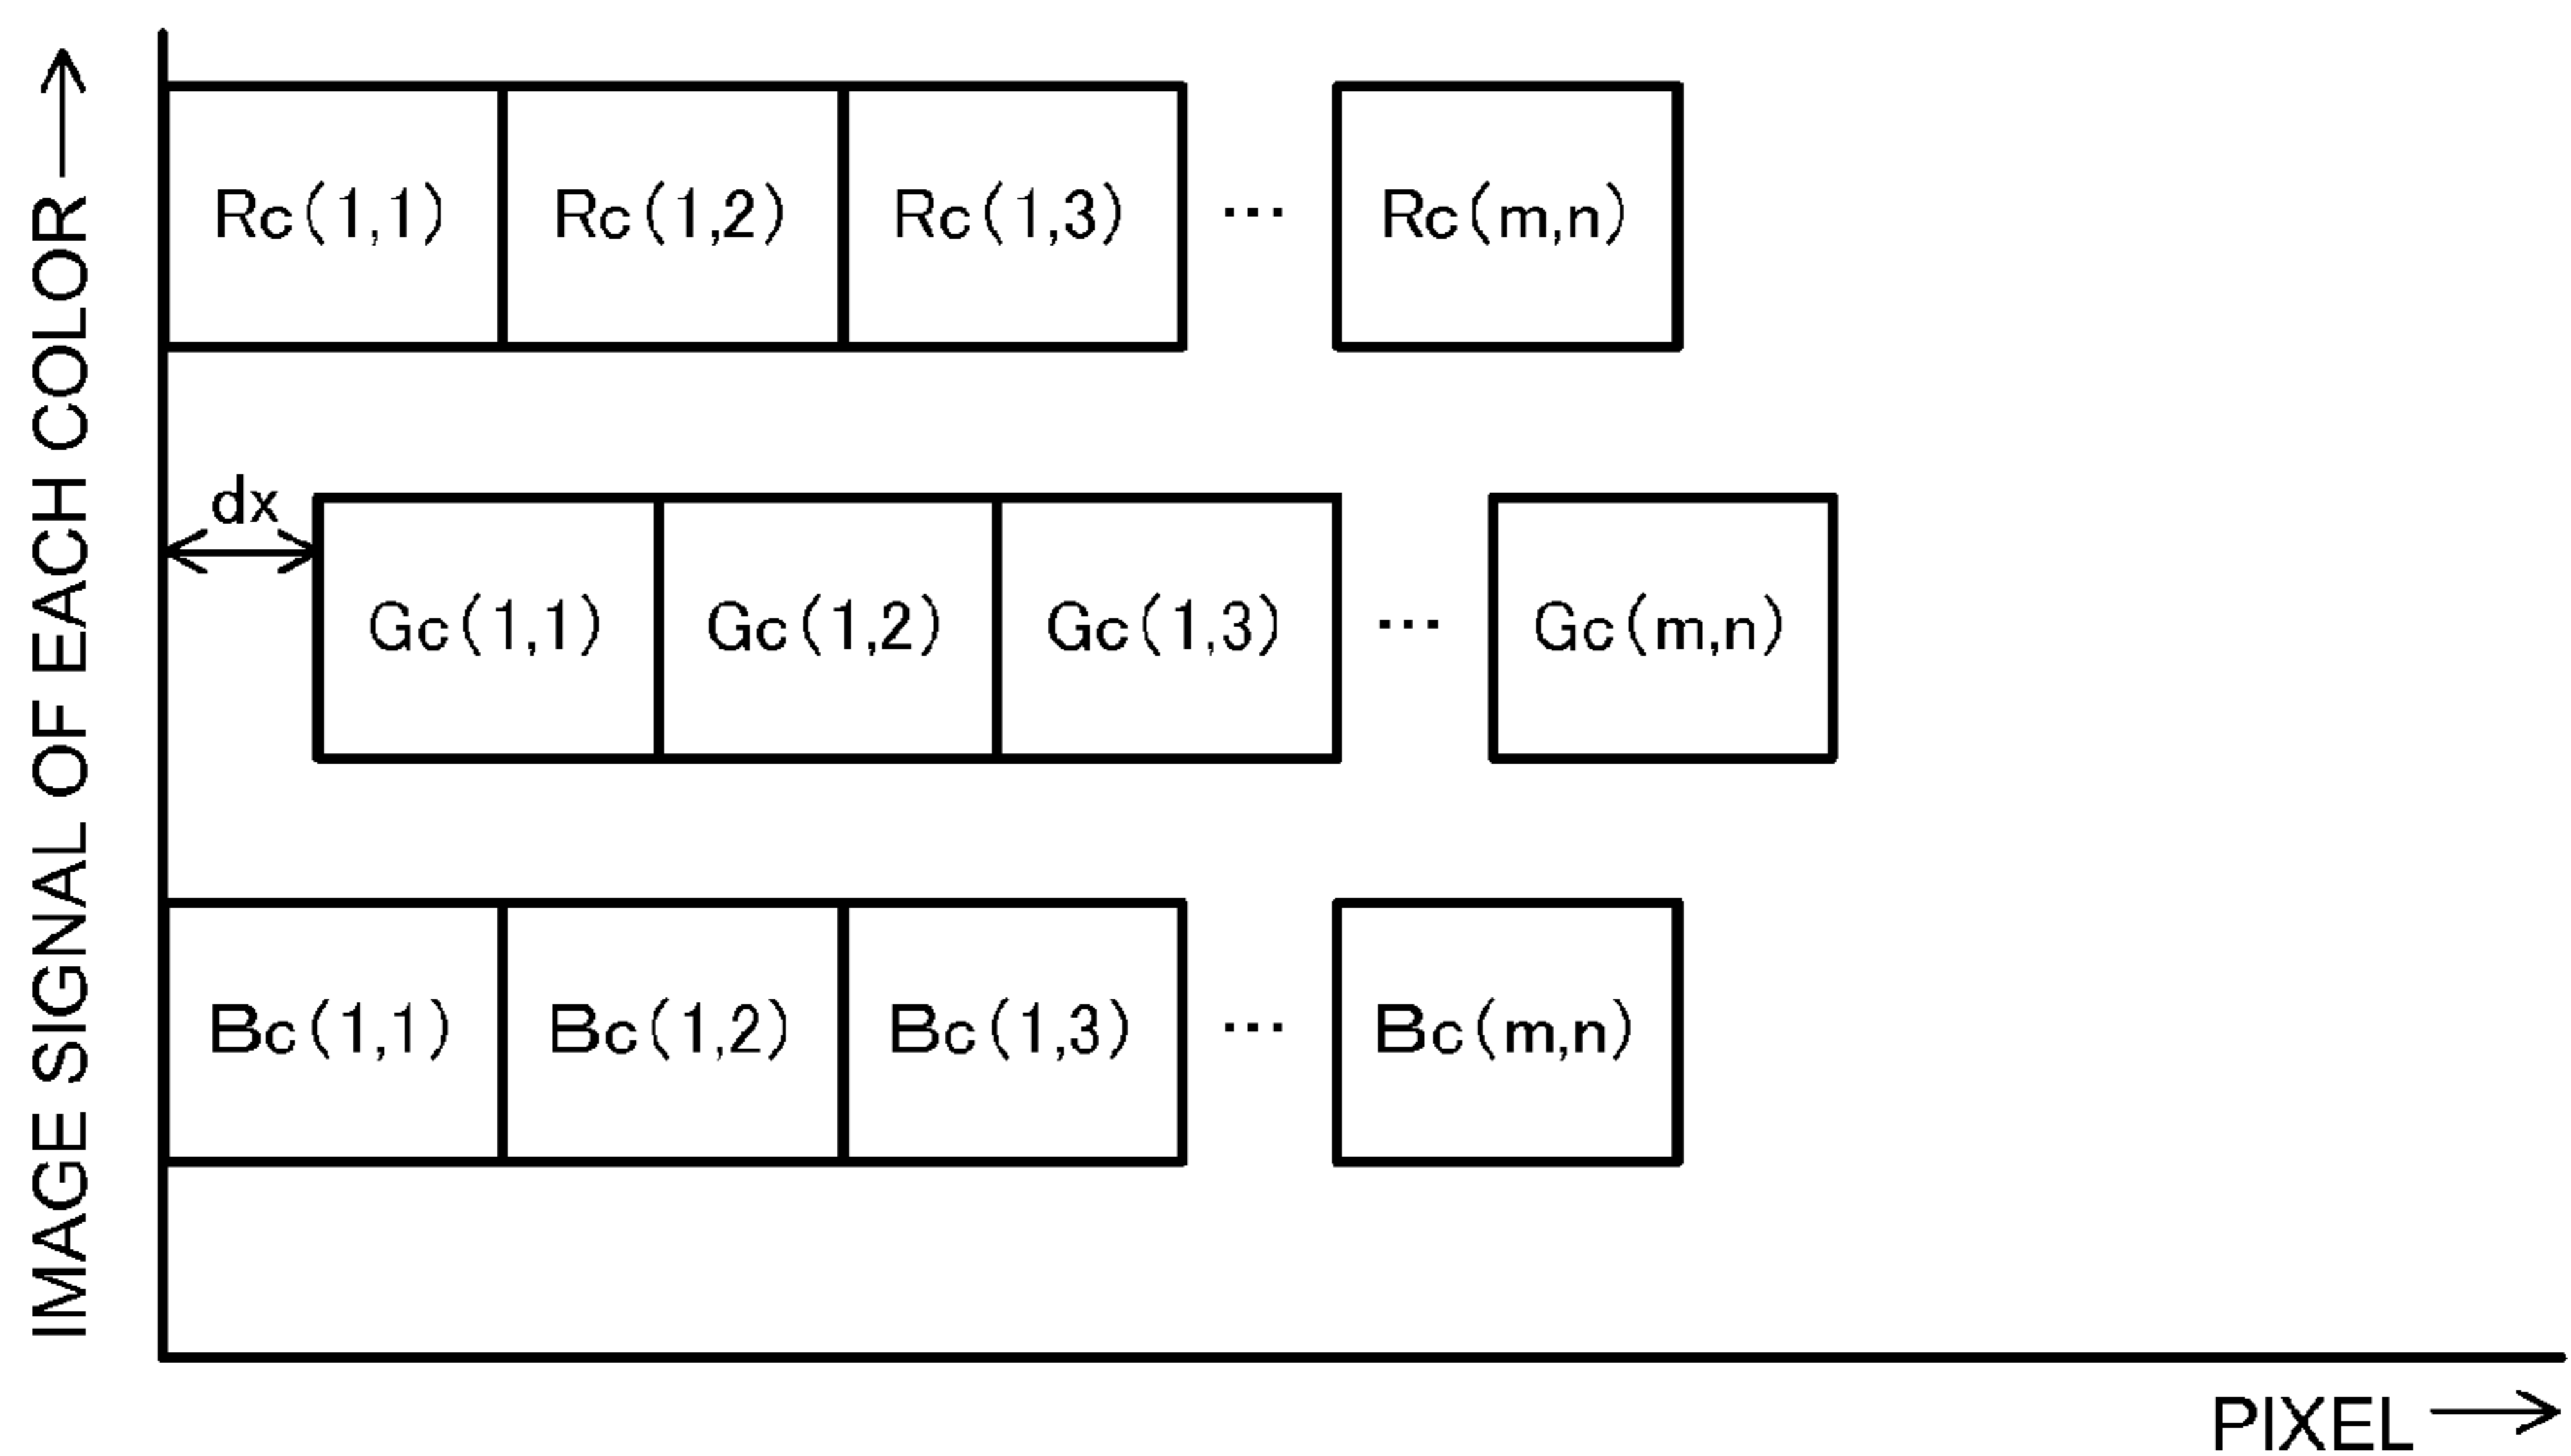 IMAGE SIGNAL OF EACH COLOR
Rc(1,1) Rc(1,2) Rc(1,3) ··· Rc(m,n)
dx
Gc(1,1) Gc(1,2) Gc(1,3) ··· Gc(m,n)
Bc(1,1) Bc(1,2) Bc(1,3) ··· Bc(m,n)
PIXEL